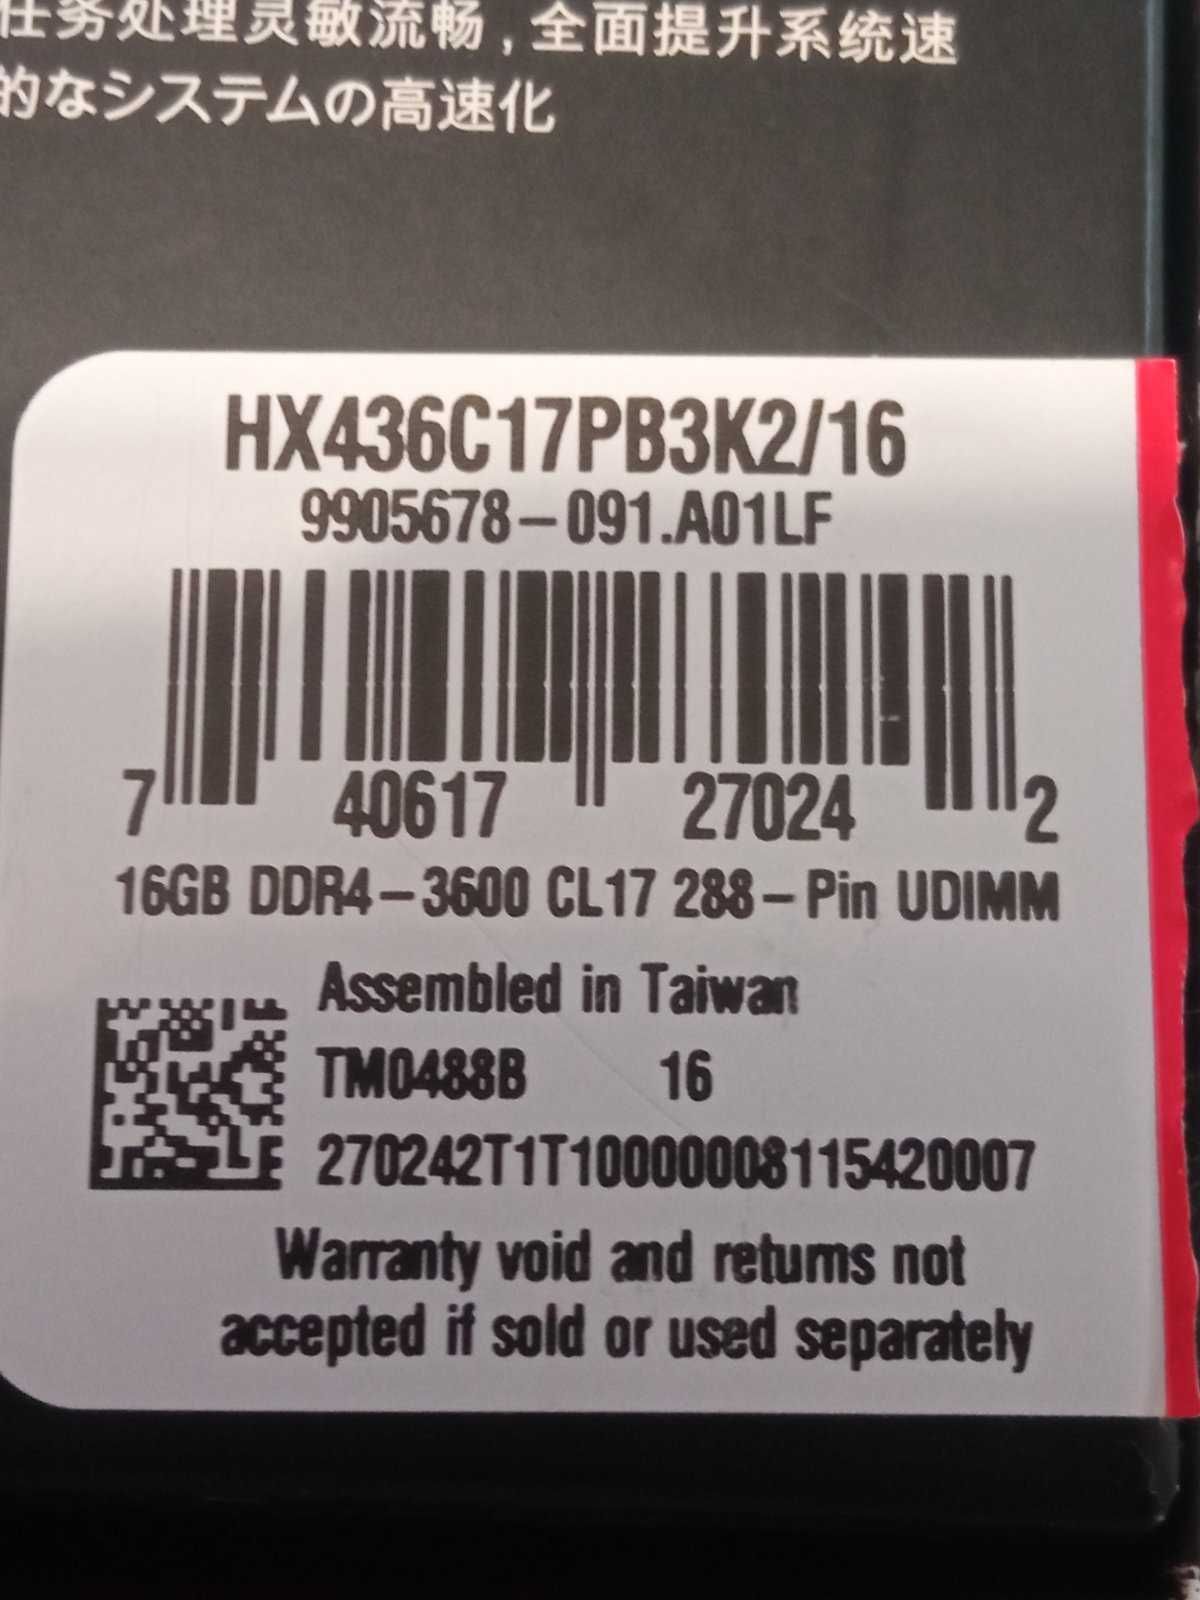 任务处理灵敏流畅,全面提升系统速
的なシステムの高速化
HX436C17PB3K2/16
9905678-091.A01LF
7 40617 27024 2
16GB DDR4-3600 CL17 288-Pin UDIMM
Assembled in Taiwan
TM0488B 16
270242T1T10000008115420007
Warranty void and returns not
accepted if sold or used separately